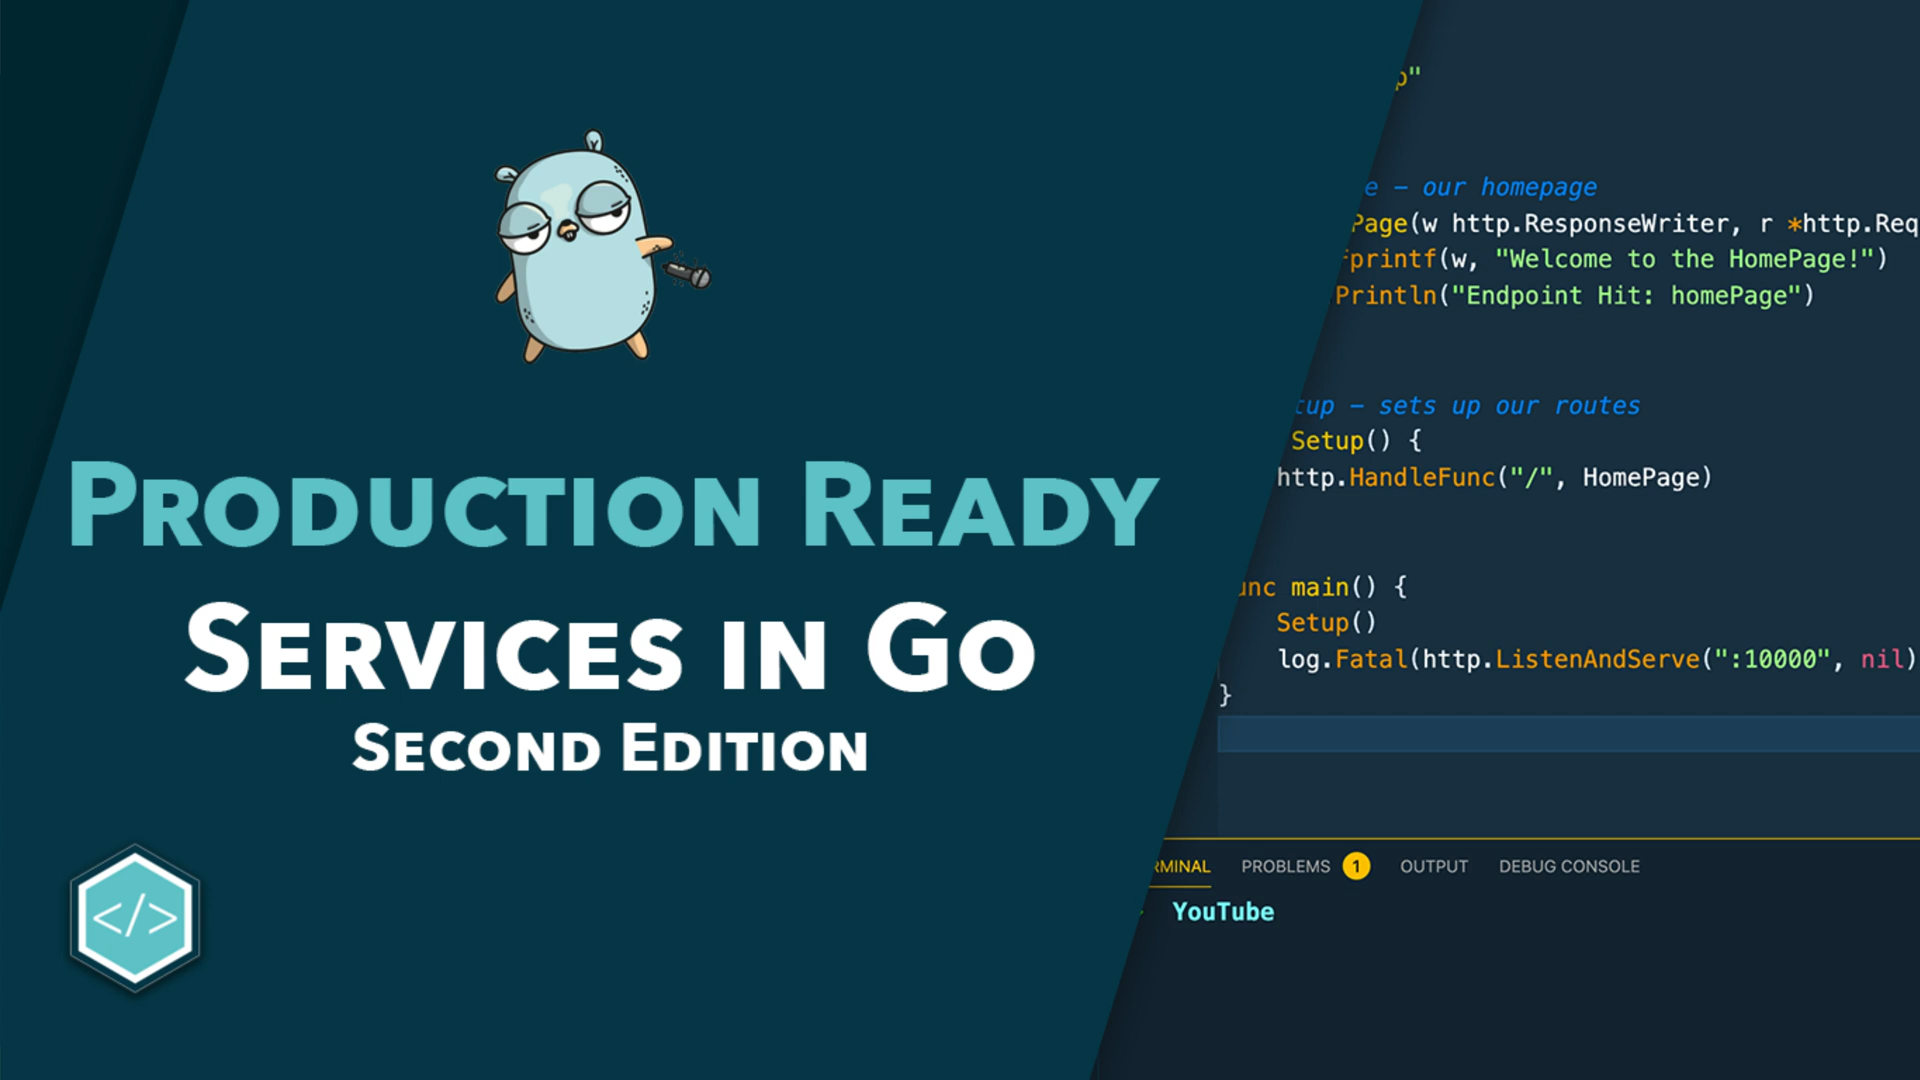 PRODUCTION READY
SERVICES IN GO
SECOND EDITION
</>
p"
e – our homepage
Page(w http.ResponseWriter, r *http.Req
printf(w, "Welcome to the HomePage!")
Println("Endpoint Hit: homePage")
tup – sets up our routes
Setup() {
http.HandleFunc("/", HomePage)
unc main() {
Setup()
log.Fatal(http.ListenAndServe(":10000", nil)
}
RMINAL PROBLEMS 1 OUTPUT DEBUG CONSOLE
YouTube